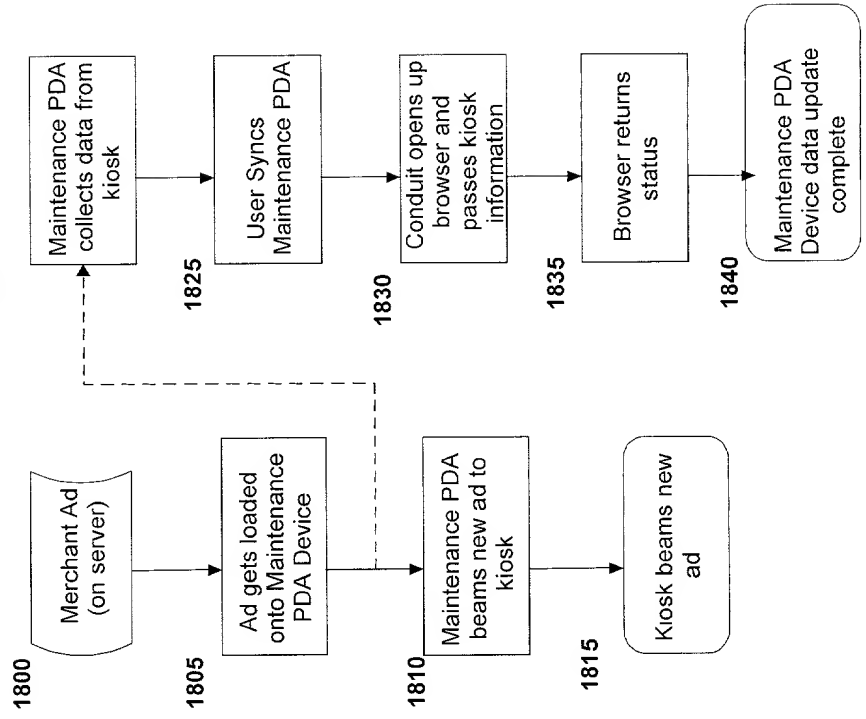 1800
Merchant Ad
(on server)
1805
Ad gets loaded
onto Maintenance
PDA Device
1810
Maintenance PDA
beams new ad to
kiosk
1815
Kiosk beams new
ad
Maintenance PDA
collects data from
kiosk
1825
User Syncs
Maintenance PDA
1830
Conduit opens up
browser and
passes kiosk
information
1835
Browser returns
status
1840
Maintenance PDA
Device data update
complete